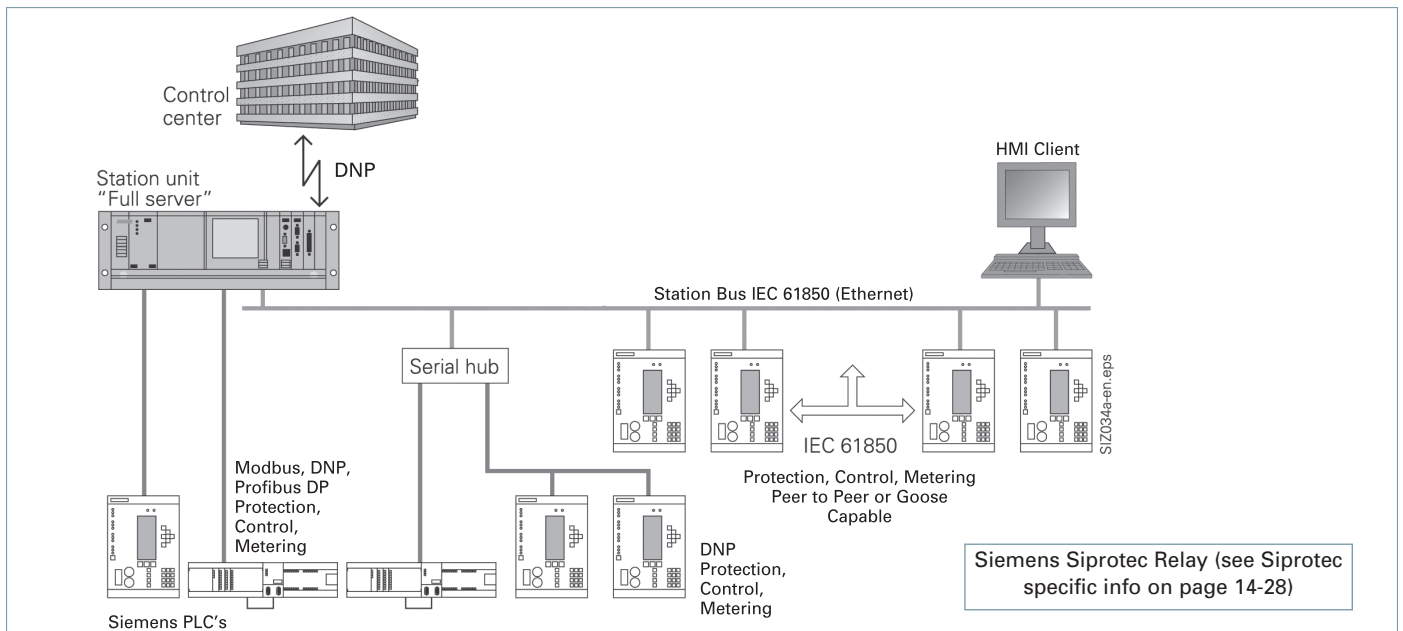 Control
center
DNP
Station unit
"Full server"
HMI Client
Station Bus IEC 61850 (Ethernet)
Serial hub
IEC 61850
SIZ034a-en.eps
Protection, Control, Metering
Peer to Peer or Goose
Capable
Modbus, DNP,
Profibus DP
Protection,
Control,
Metering
DNP
Protection,
Control,
Metering
Siemens Siprotec Relay (see Siprotec
specific info on page 14-28)
Siemens PLC's